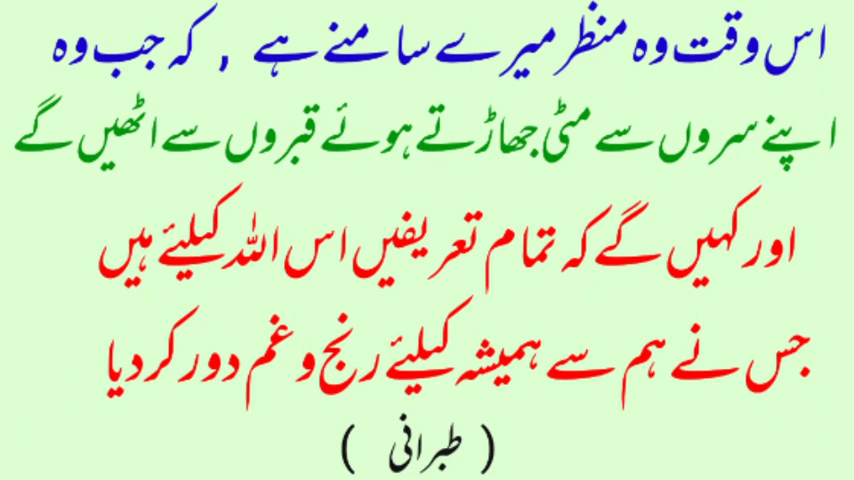 اس وقت وہ منظر میرے سامنے ہے , کہ جب وہ
اپنے سروں سے مٹی جھاڑتے ہوئے قبروں سے اٹھیں گے
اور کہیں گے کہ تمام تعریفیں اس اللہ کیلئے ہیں
جس نے ہم سے ہمیشہ کیلئے رنج و غم دور کر دیا
( طبرانی )